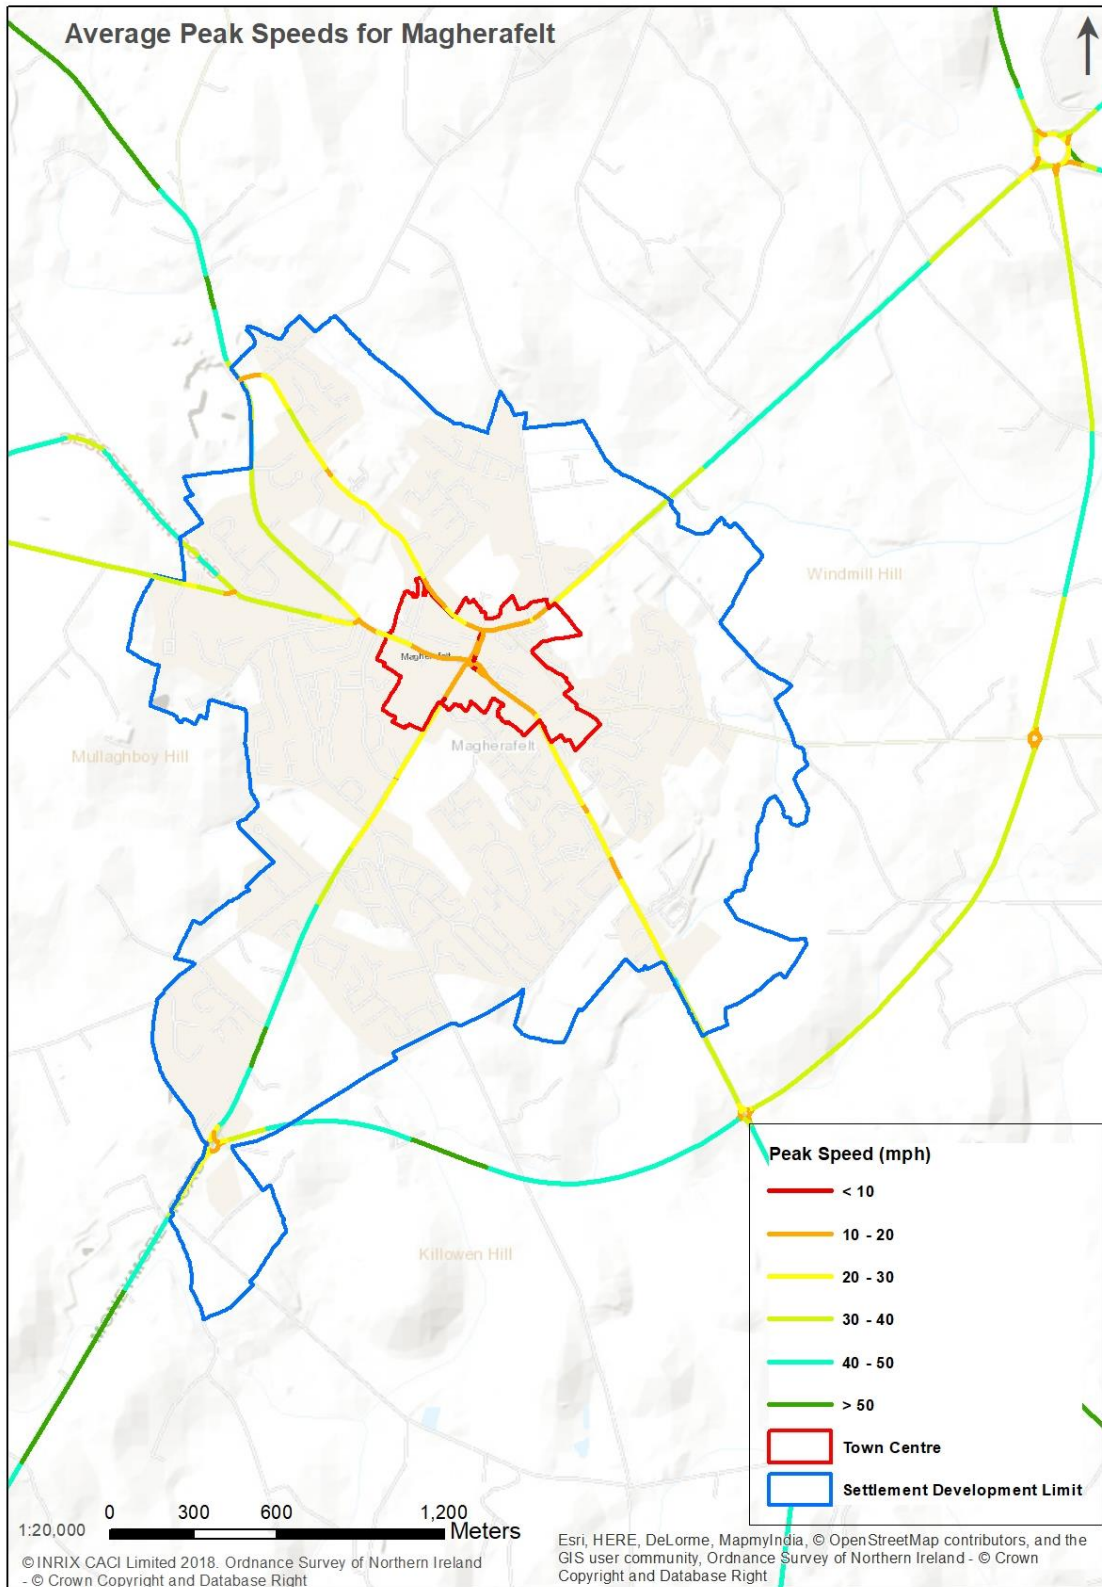 Average Peak Speeds for Magherafelt
Windmill Hill
Magherafelt
Magherafelt
Mullaghboy Hill
Killowen Hill
Peak Speed (mph)
< 10
10 - 20
20 - 30
30 - 40
40 - 50
> 50
Town Centre
Settlement Development Limit
0 300 600 1,200
1:20,000 Meters
© INRIX CACI Limited 2018. Ordnance Survey of Northern Ireland
- © Crown Copyright and Database Right
Esri, HERE, DeLorme, MapmyIndia, © OpenStreetMap contributors, and the
GIS user community, Ordnance Survey of Northern Ireland - © Crown
Copyright and Database Right